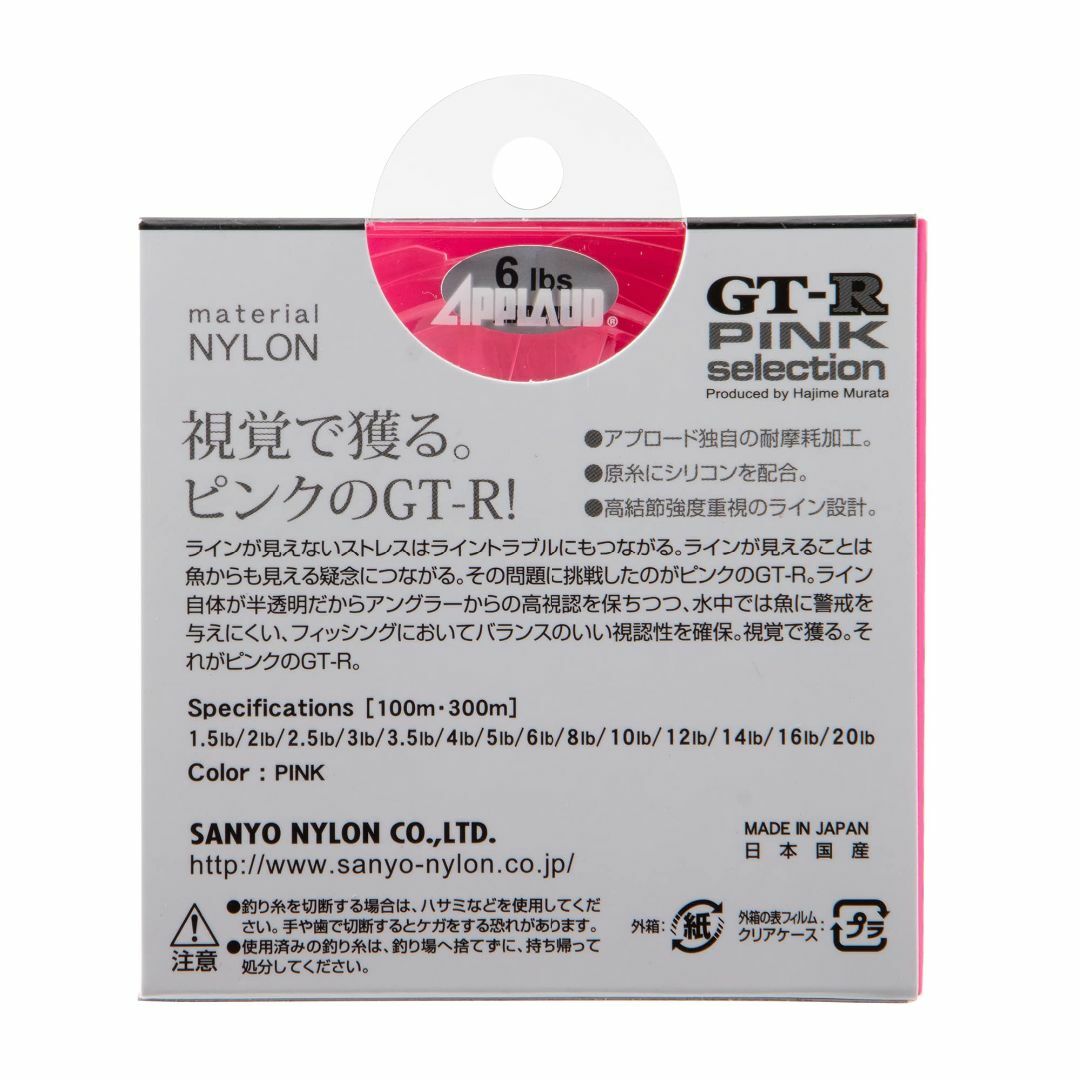 6 lbs
APPLAUD®
material
NYLON
GT-R
PINK
selection
Produced by Hajime Murata
視覚で獲る。
ピンクのGT-R!
●アプロード独自の耐摩耗加工。
●原糸にシリコンを配合。
●高結節強度重視のライン設計。
ラインが見えないストレスはライントラブルにもつながる。ラインが見えることは
魚からも見える疑念につながる。その問題に挑戦したのがピンクのGT-R。ライン
自体が半透明だからアングラーからの高視認を保ちつつ、水中では魚に警戒を
与えにくい、フィッシングにおいてバランスのいい視認性を確保。視覚で獲る。そ
れがピンクのGT-R。
Specifications [100m・300m]
1.5lb/2lb/2.5lb/3lb/3.5lb/4lb/5lb/6lb/8lb/10lb/12lb/14lb/16lb/20lb
Color : PINK
SANYO NYLON CO.,LTD.
http://www.sanyo-nylon.co.jp/
MADE IN JAPAN
日本国産
注意
●釣り糸を切断する場合は、ハサミなどを使用してくだ
さい。手や歯で切断するとケガをする恐れがあります。
●使用済みの釣り糸は、釣り場へ捨てずに、持ち帰って
処分してください。
外箱:
紙
外箱の表フィルム・
クリアケース:
プラ